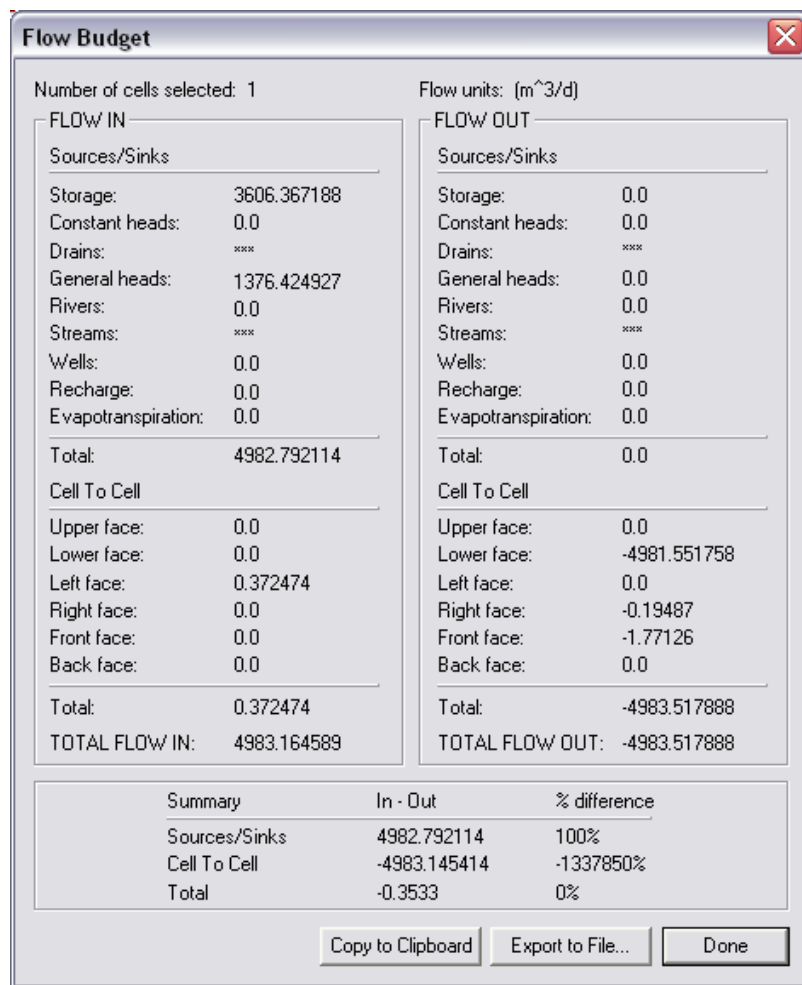 Flow Budget
Number of cells selected: 1
Flow units: (m^3/d)
FLOW IN
Sources/Sinks
Storage: 3606.367188
Constant heads: 0.0
Drains: ***
General heads: 1376.424927
Rivers: 0.0
Streams: ***
Wells: 0.0
Recharge: 0.0
Evapotranspiration: 0.0
Total: 4982.792114
Cell To Cell
Upper face: 0.0
Lower face: 0.0
Left face: 0.372474
Right face: 0.0
Front face: 0.0
Back face: 0.0
Total: 0.372474
TOTAL FLOW IN: 4983.164589
FLOW OUT
Sources/Sinks
Storage: 0.0
Constant heads: 0.0
Drains: ***
General heads: 0.0
Rivers: 0.0
Streams: ***
Wells: 0.0
Recharge: 0.0
Evapotranspiration: 0.0
Total: 0.0
Cell To Cell
Upper face: 0.0
Lower face: -4981.551758
Left face: 0.0
Right face: -0.19487
Front face: -1.77126
Back face: 0.0
Total: -4983.517888
TOTAL FLOW OUT: -4983.517888
Summary In - Out % difference
Sources/Sinks 4982.792114 100%
Cell To Cell -4983.145414 -1337850%
Total -0.3533 0%
Copy to Clipboard
Export to File...
Done